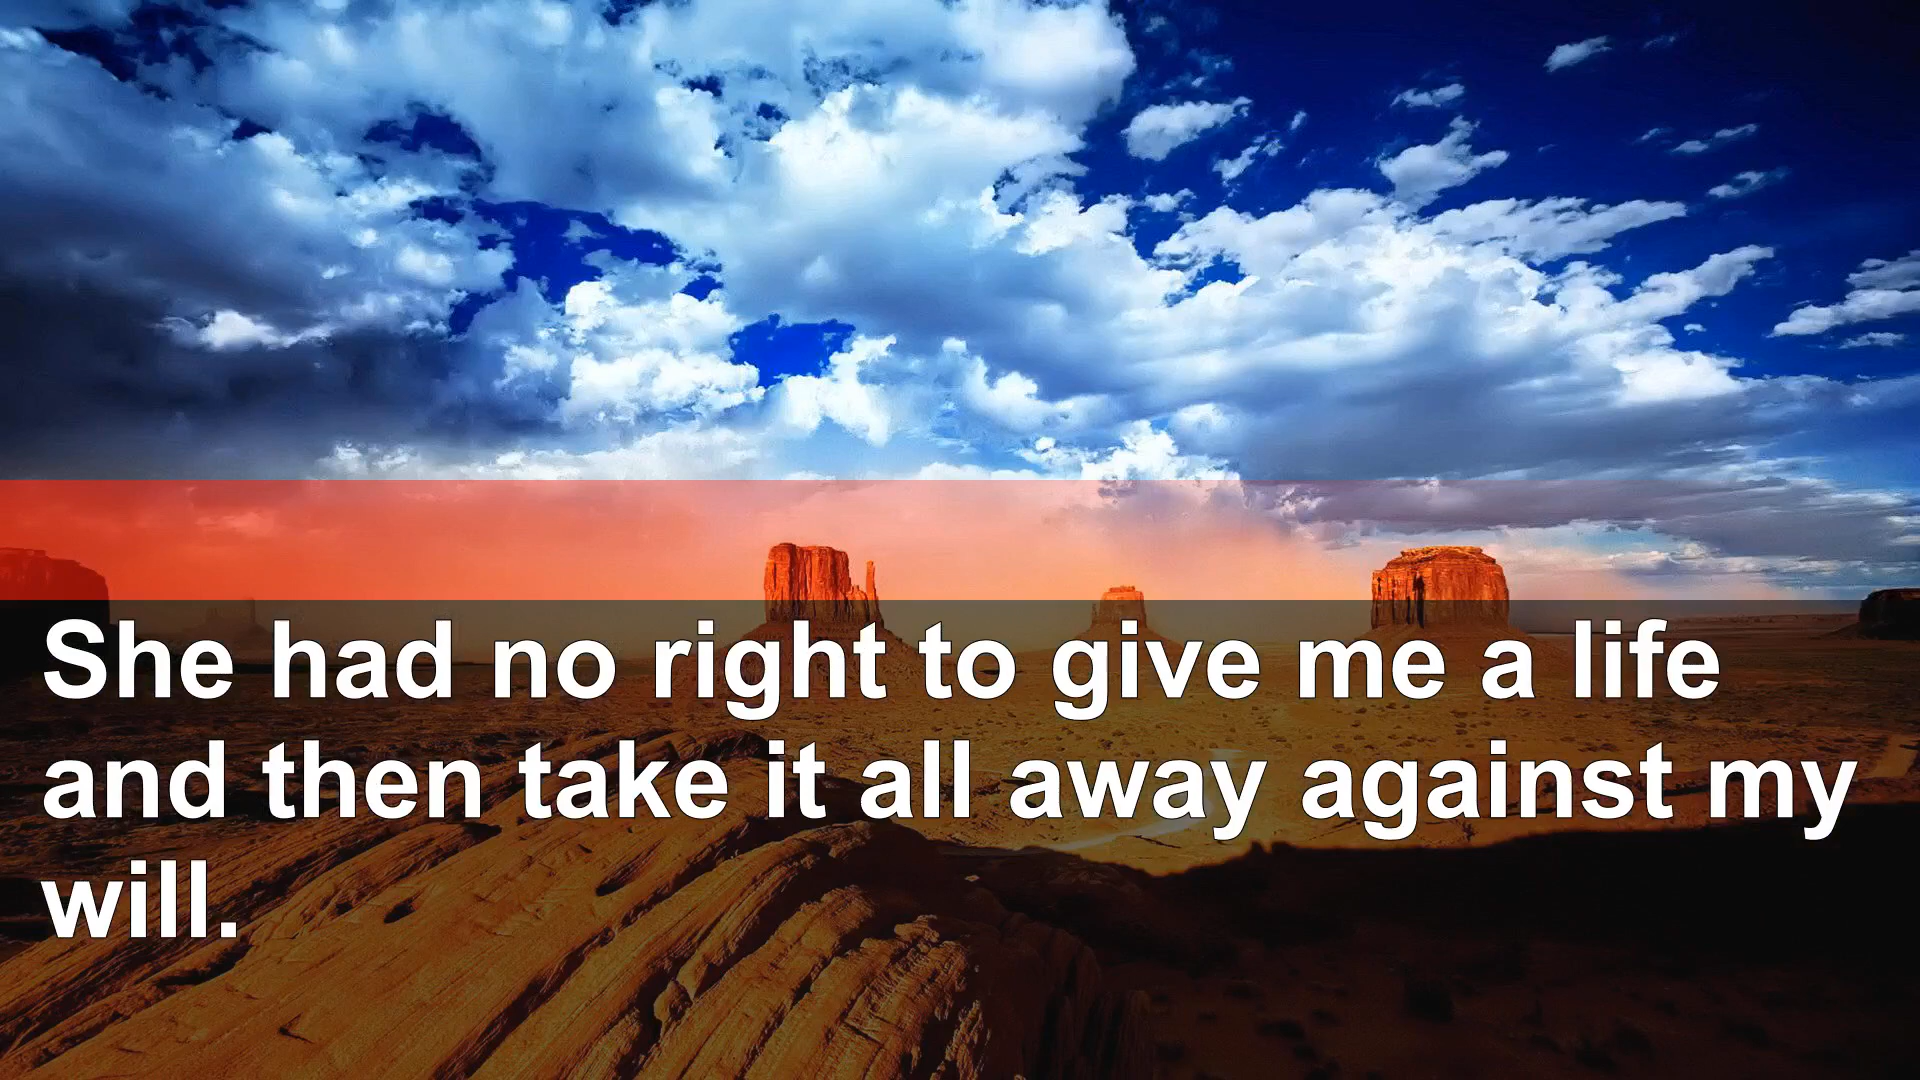 She had no right to give me a life
and then take it all away against my
will.